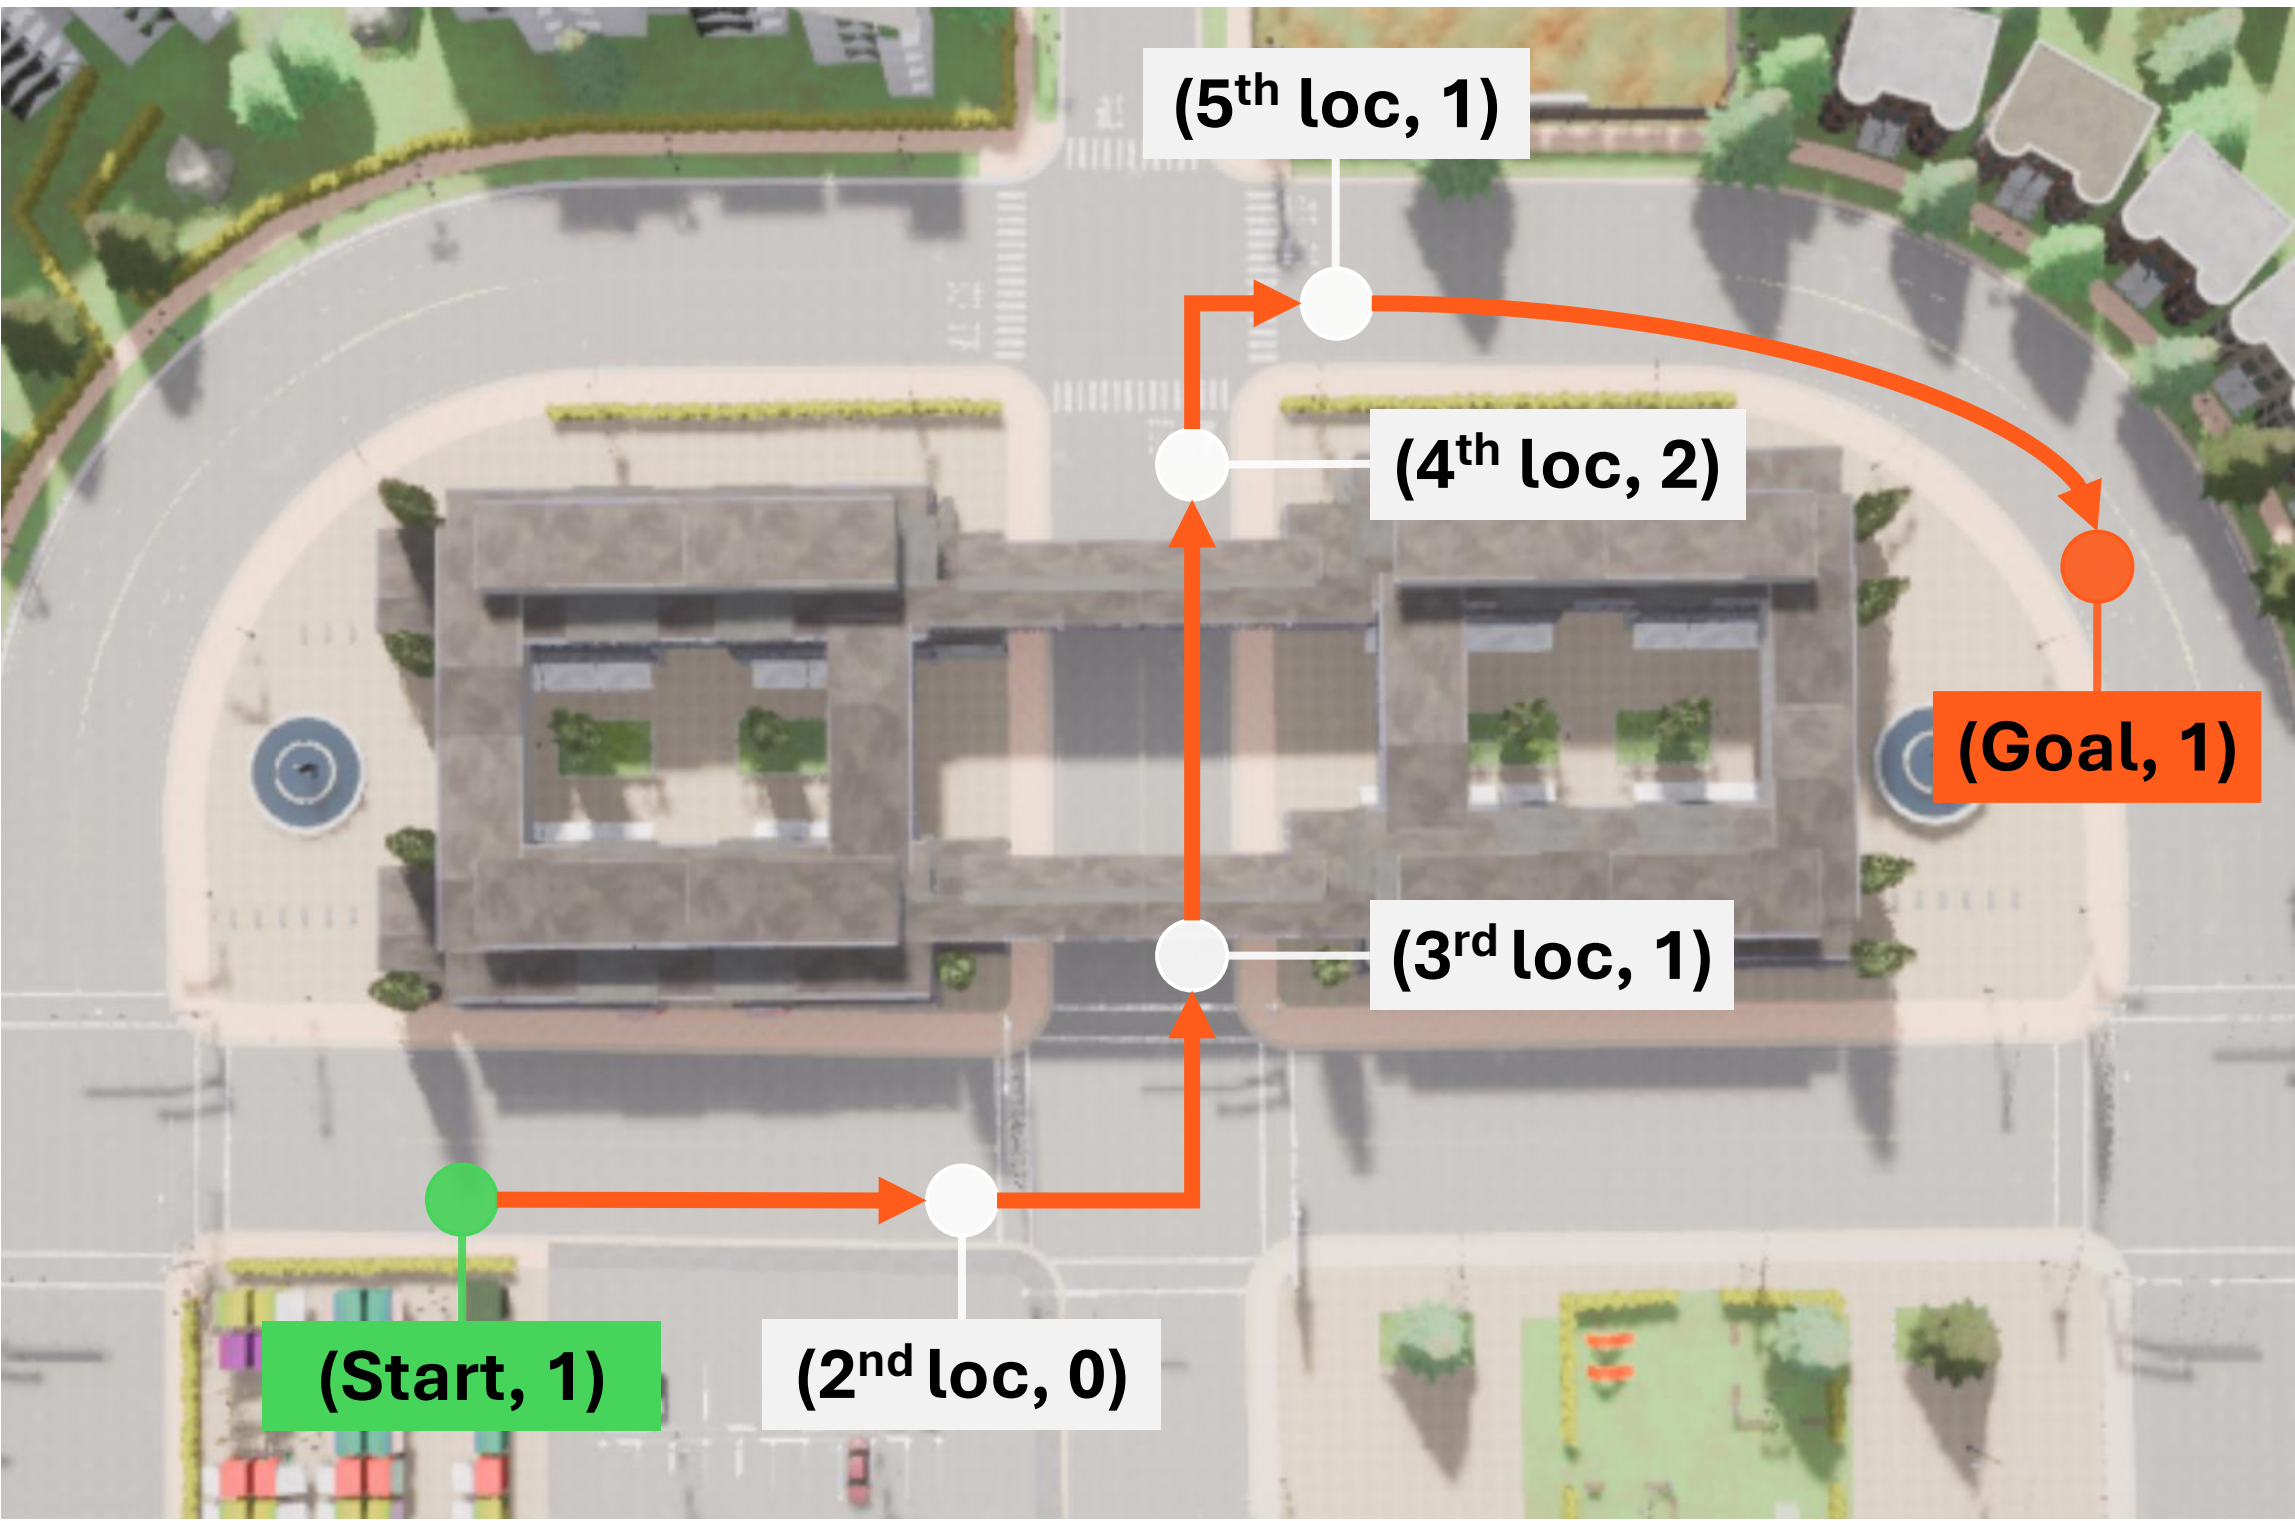 (5th loc, 1)
(4th loc, 2)
(Goal, 1)
(3rd loc, 1)
(Start, 1)
(2nd loc, 0)